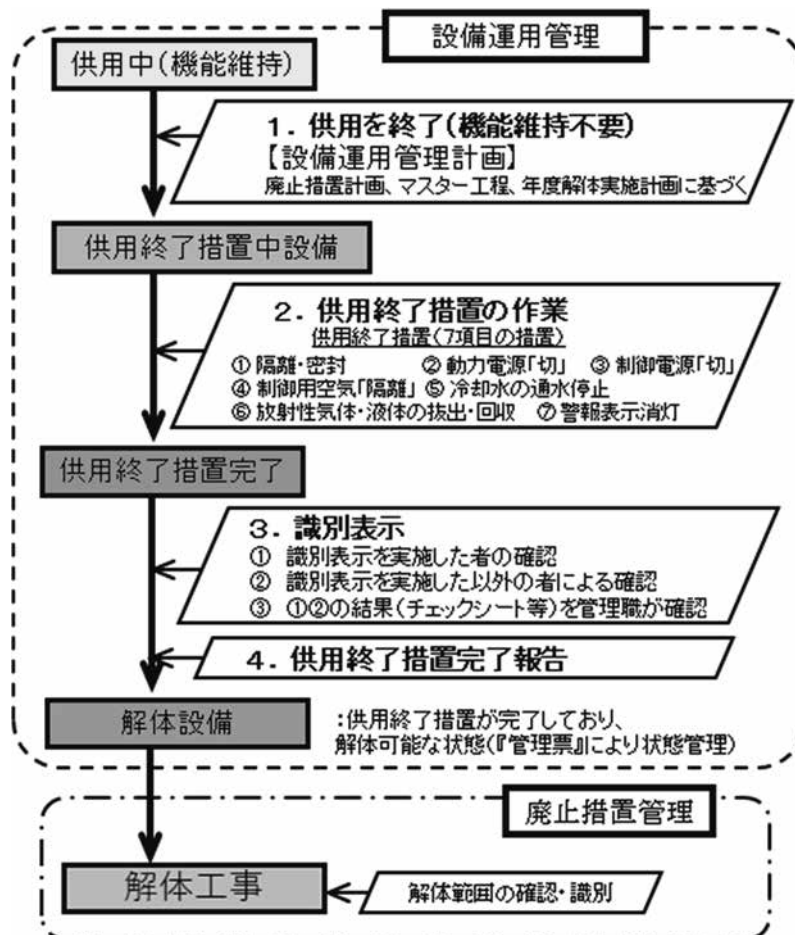 設備運用管理
供用中(機能維持)
1．供用を終了(機能維持不要)
【設備運用管理計画】
廃止措置計画、マスター工程、年度解体実施計画に基づく
供用終了措置中設備
2．供用終了措置の作業
供用終了措置(7項目の措置)
① 隔離・密封 ② 動力電源「切」 ③ 制御電源「切」
④ 制御用空気「隔離」 ⑤ 冷却水の通水停止
⑥ 放射性気体・液体の抜出・回収 ⑦ 警報表示消灯
供用終了措置完了
3．識別表示
① 識別表示を実施した者の確認
② 識別表示を実施した以外の者による確認
③ ①②の結果(チェックシート等)を管理職が確認
4．供用終了措置完了報告
解体設備
:供用終了措置が完了しており、
解体可能な状態(『管理票』により状態管理)
廃止措置管理
解体工事
解体範囲の確認・識別